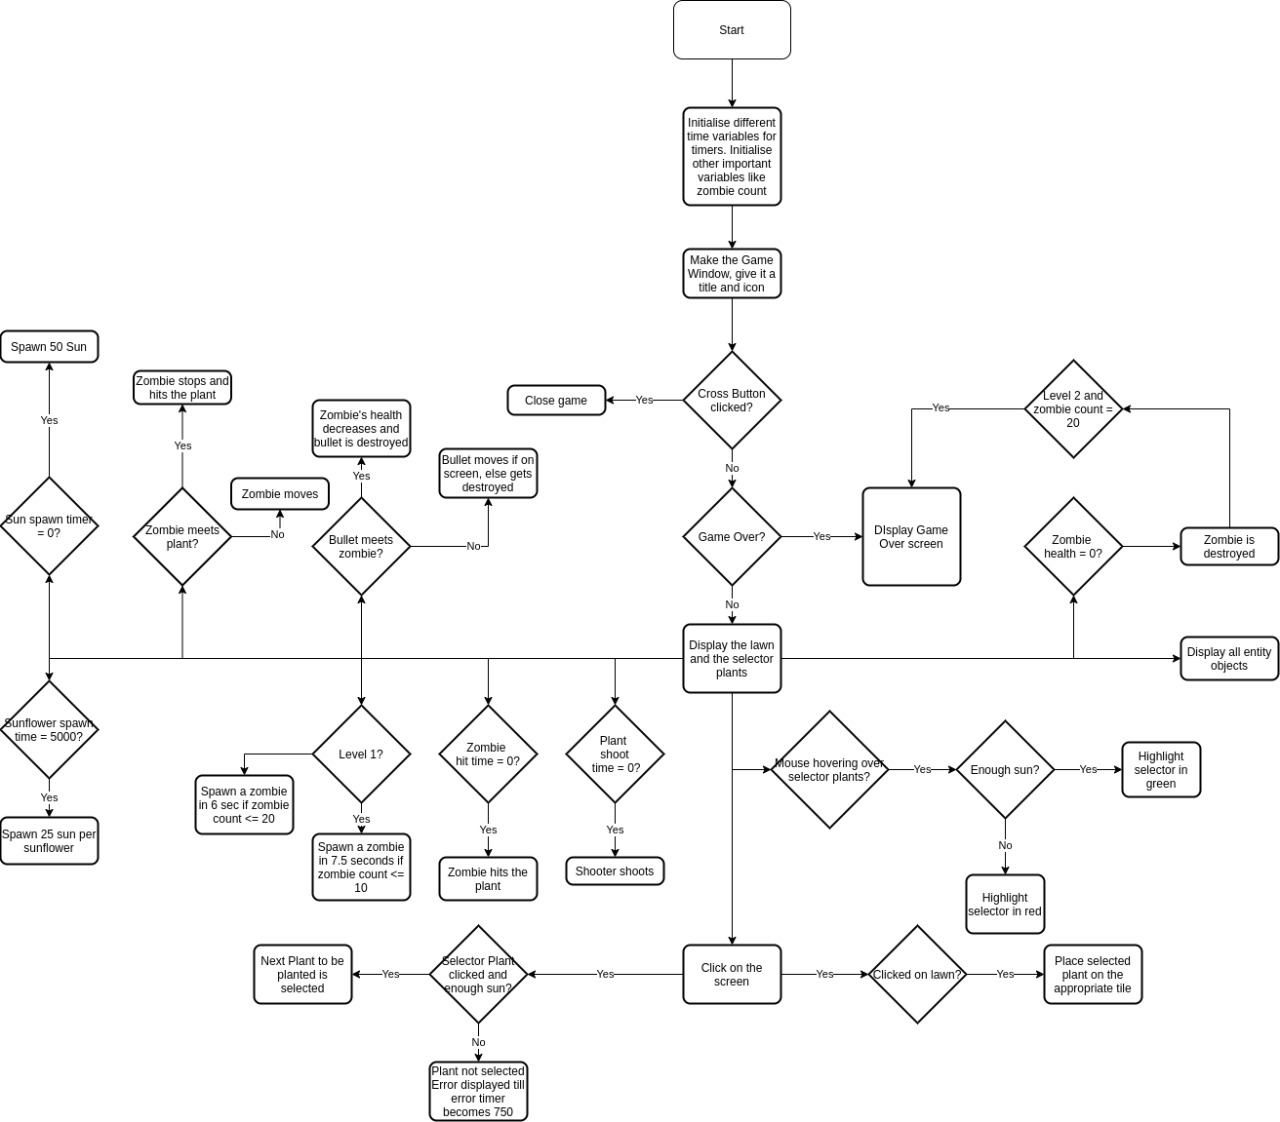 Start
Initialise different
time variables for
timers. Initialise
other important
variables like
zombie count
Make the Game
Window, give it a
title and icon
Spawn 50 Sun
Yes
Sun spawn timer
= 0?
Zombie stops and
hits the plant
Yes
Zombie meets
plant?
Zombie moves
No
Zombie's health
decreases and
bullet is destroyed
Yes
Bullet meets
zombie?
Bullet moves if on
screen, else gets
destroyed
No
Close game
Yes
Cross Button
clicked?
No
Game Over?
Yes
DIsplay Game
Over screen
Yes
Level 2 and
zombie count =
20
Zombie
health = 0?
Zombie is
destroyed
No
Display the lawn
and the selector
plants
Display all entity
objects
Sunflower spawn
time = 5000?
Yes
Spawn 25 sun per
sunflower
Level 1?
Spawn a zombie
in 6 sec if zombie
count <= 20
Yes
Spawn a zombie
in 7.5 seconds if
zombie count <=
10
Zombie
hit time = 0?
Yes
Zombie hits the
plant
Plant
shoot
time = 0?
Yes
Shooter shoots
Mouse hovering over
selector plants?
Yes
Enough sun?
Yes
Highlight
selector in
green
No
Highlight
selector in red
Next Plant to be
planted is
selected
Yes
Selector Plant
clicked and
enough sun?
Yes
Click on the
screen
Yes
Clicked on lawn?
Yes
Place selected
plant on the
appropriate tile
No
Plant not selected
Error displayed till
error timer
becomes 750